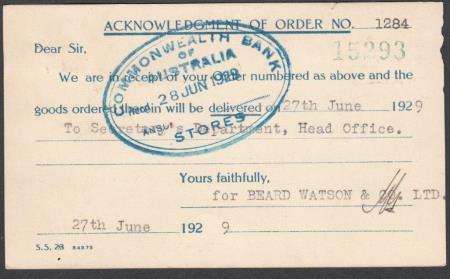 ACKNOWLEDGMENT OF ORDER NO. 1284
15293
Dear Sir,
We are in receipt of your Order numbered as above and the
goods ordered therein will be delivered on 27th June 1929
To Secretary's Department, Head Office.
COMMONWEALTH BANK
OF
AUSTRALIA
Recd. 28 JUN 1929
STORES
Yours faithfully,
for BEARD WATSON & Co. LTD.
27th June 1929
S.S. 28